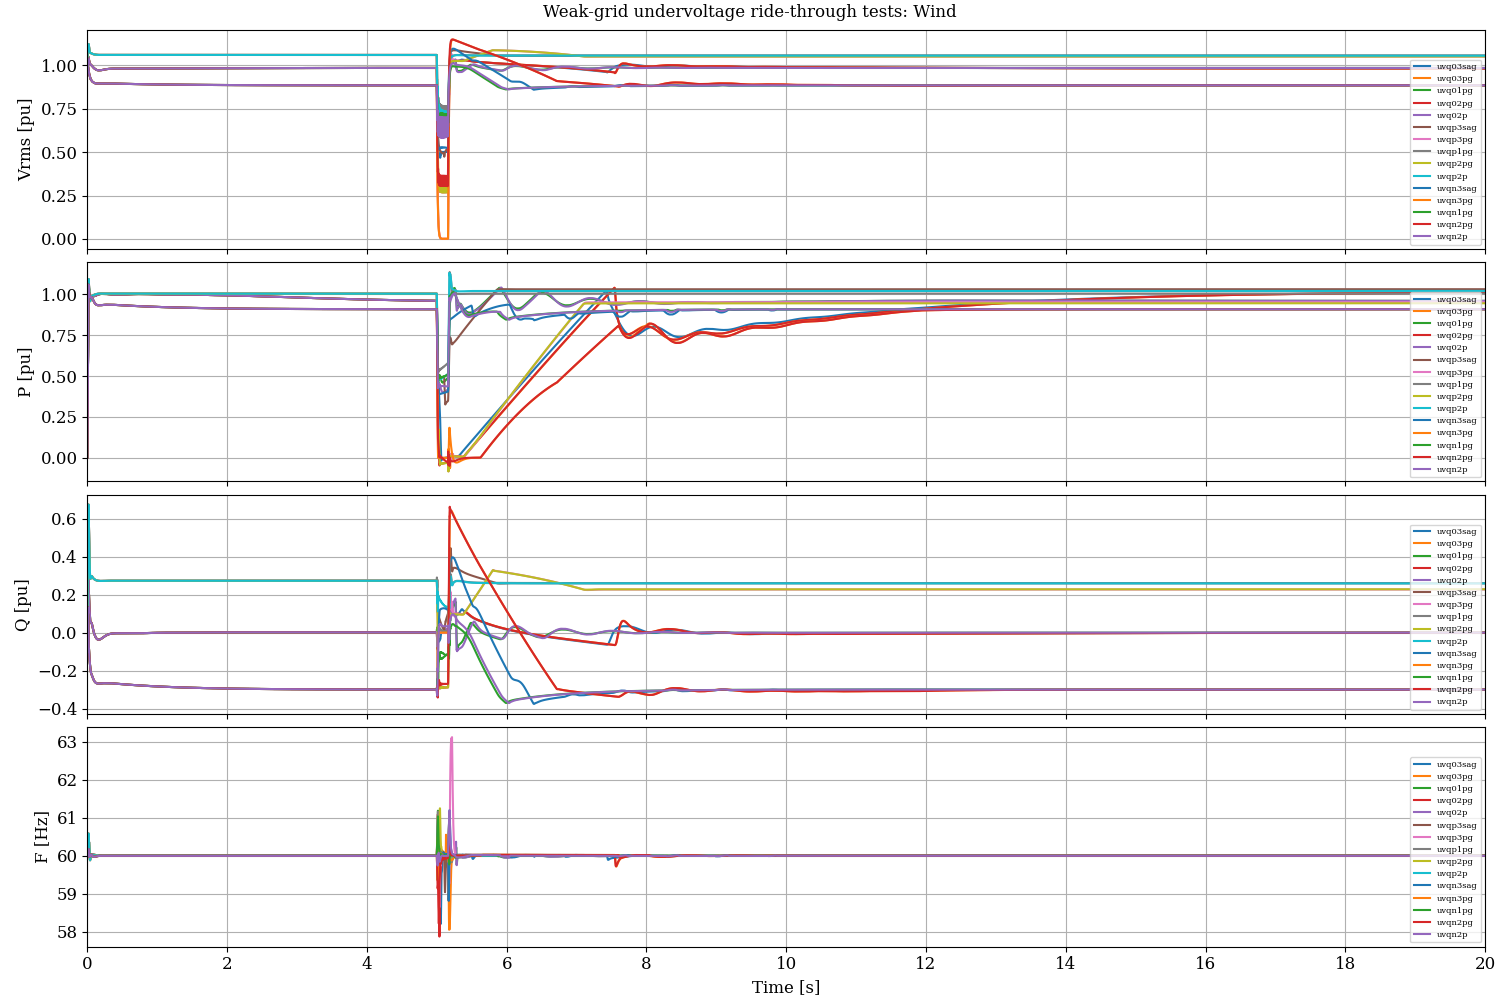 Weak-grid undervoltage ride-through tests: Wind
Vrms [pu]
1.00
0.75
0.50
0.25
0.00
uvq03sag
uvq03pg
uvq01pg
uvq02pg
uvq02p
uvqp3sag
uvqp3pg
uvqp1pg
uvqp2pg
uvqp2p
uvqn3sag
uvqn3pg
uvqn1pg
uvqn2pg
uvqn2p
P [pu]
1.00
0.75
0.50
0.25
0.00
uvq03sag
uvq03pg
uvq01pg
uvq02pg
uvq02p
uvqp3sag
uvqp3pg
uvqp1pg
uvqp2pg
uvqp2p
uvqn3sag
uvqn3pg
uvqn1pg
uvqn2pg
uvqn2p
Q [pu]
0.6
0.4
0.2
0.0
−0.2
−0.4
uvq03sag
uvq03pg
uvq01pg
uvq02pg
uvq02p
uvqp3sag
uvqp3pg
uvqp1pg
uvqp2pg
uvqp2p
uvqn3sag
uvqn3pg
uvqn1pg
uvqn2pg
uvqn2p
F [Hz]
63
62
61
60
59
58
uvq03sag
uvq03pg
uvq01pg
uvq02pg
uvq02p
uvqp3sag
uvqp3pg
uvqp1pg
uvqp2pg
uvqp2p
uvqn3sag
uvqn3pg
uvqn1pg
uvqn2pg
uvqn2p
0 2 4 6 8 10 12 14 16 18 20
Time [s]